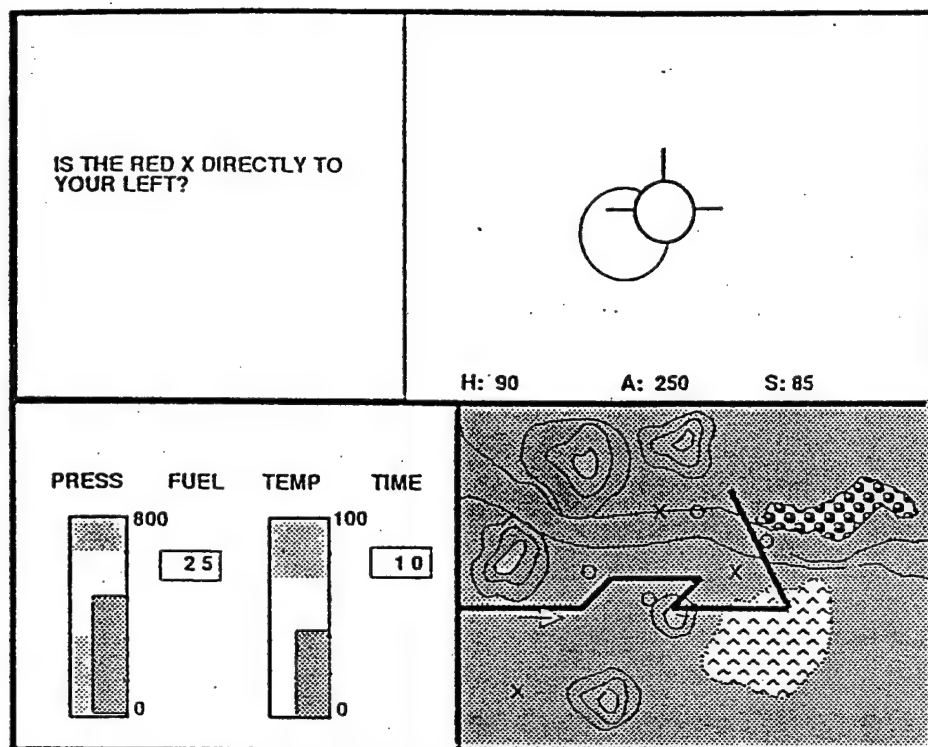 IS THE RED X DIRECTLY TO
YOUR LEFT?
H: 90 A: 250 S: 85
PRESS FUEL TEMP TIME
800 100
25 10
0 0